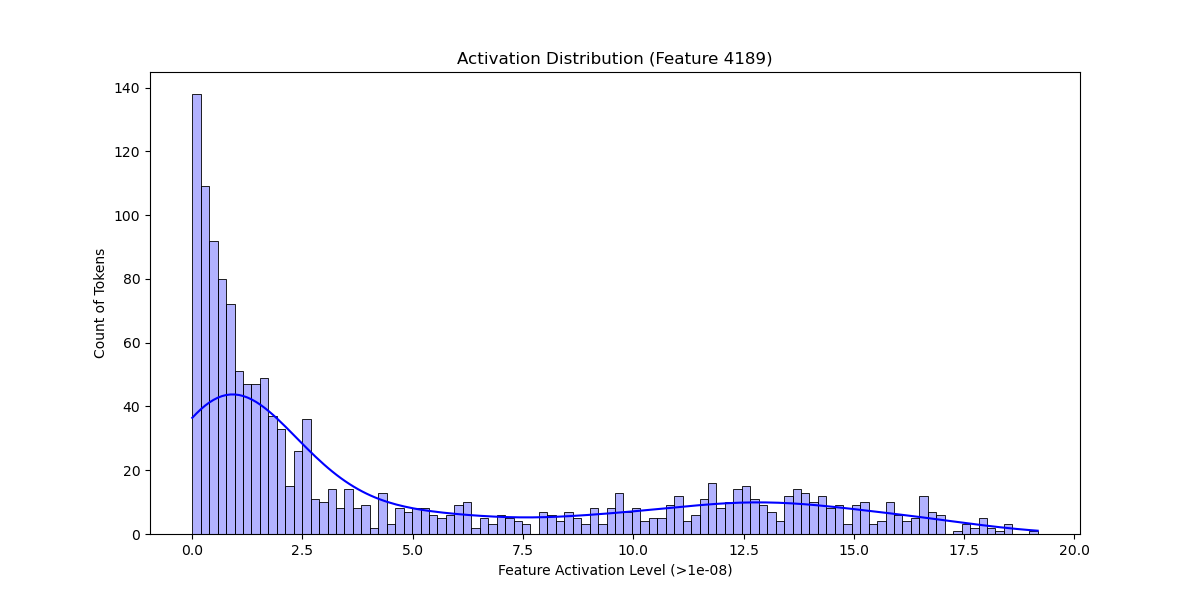 Activation Distribution (Feature 4189)
140
120
100
80
60
40
20
0
Count of Tokens
0.0 2.5 5.0 7.5 10.0 12.5 15.0 17.5 20.0
Feature Activation Level (>1e-08)